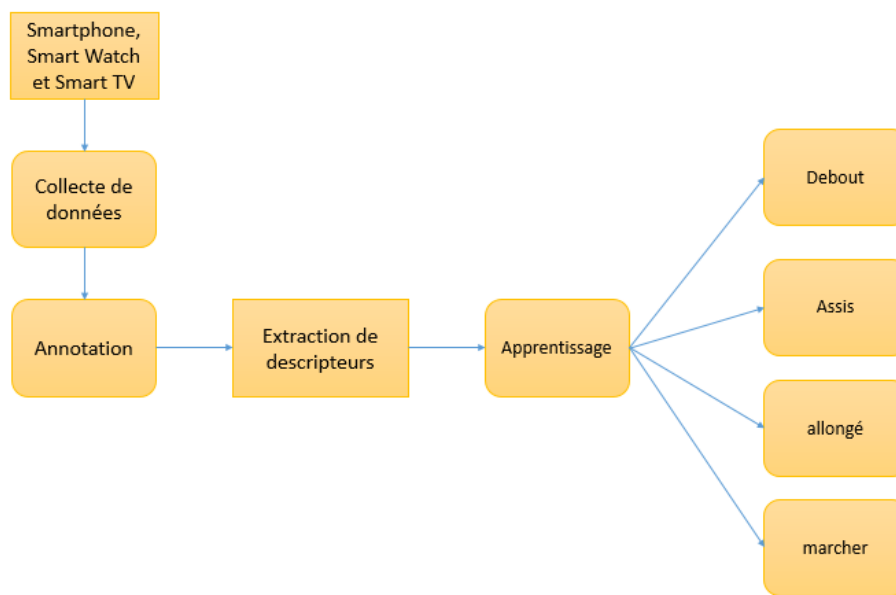 Smartphone,
Smart Watch
et Smart TV
Collecte de
données
Annotation
Extraction de
descripteurs
Apprentissage
Debout
Assis
allongé
marcher